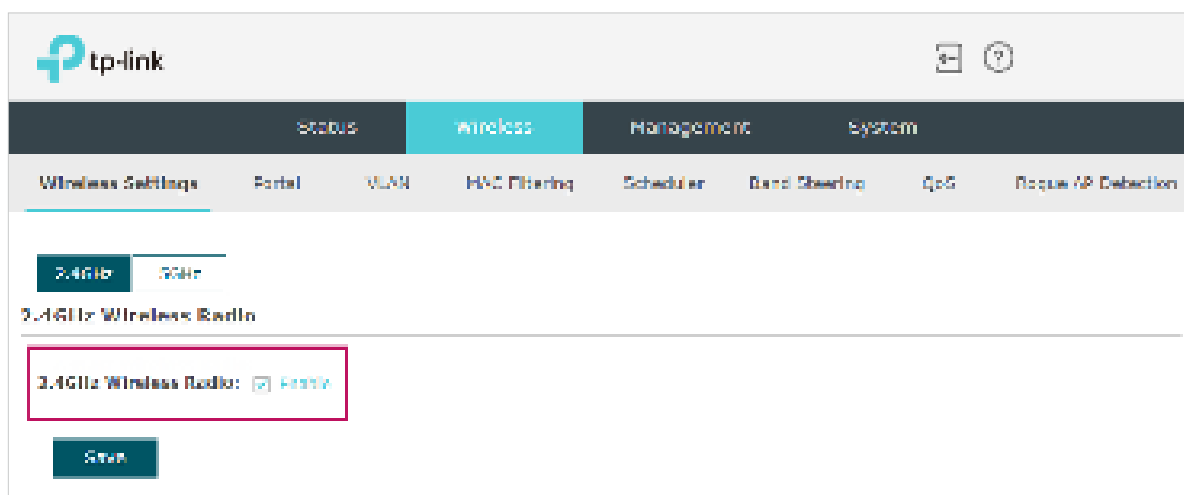 tp-link
Status Wireless Management System
Wireless Settings Portal VLAN MAC Filtering Scheduler Band Steering QoS Rogue AP Detection
2.4GHz 5GHz
2.4GHz Wireless Radio
2.4GHz Wireless Radio: Enable
Save